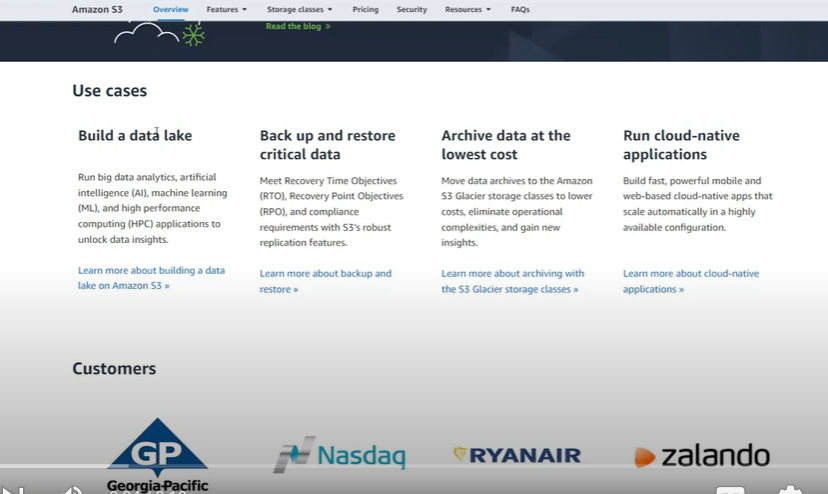 Amazon S3 Overview Features Storage classes Pricing Security Resources FAQs
Read the blog »
Use cases
Build a data lake
Run big data analytics, artificial
intelligence (AI), machine learning
(ML), and high performance
computing (HPC) applications to
unlock data insights.
Learn more about building a data
lake on Amazon S3 »
Back up and restore
critical data
Meet Recovery Time Objectives
(RTO), Recovery Point Objectives
(RPO), and compliance
requirements with S3's robust
replication features.
Learn more about backup and
restore »
Archive data at the
lowest cost
Move data archives to the Amazon
S3 Glacier storage classes to lower
costs, eliminate operational
complexities, and gain new
insights.
Learn more about archiving with
the S3 Glacier storage classes »
Run cloud-native
applications
Build fast, powerful mobile and
web-based cloud-native apps that
scale automatically in a highly
available configuration.
Learn more about cloud-native
applications »
Customers
GP
Georgia-Pacific
Nasdaq
RYANAIR
zalando